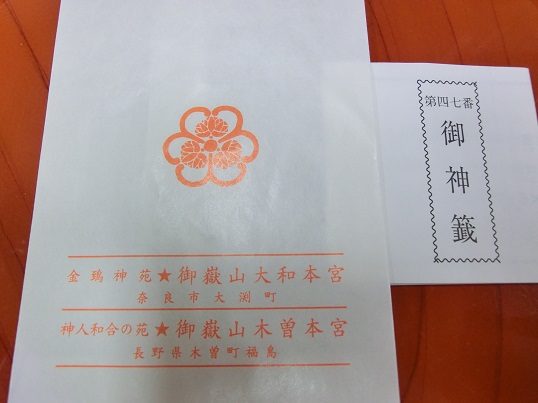 金鵄神苑★御嶽山大和本宮
奈良市大渕町
神人和合の苑★御嶽山木曽本宮
長野県木曽町福島
第四七番
御神籤